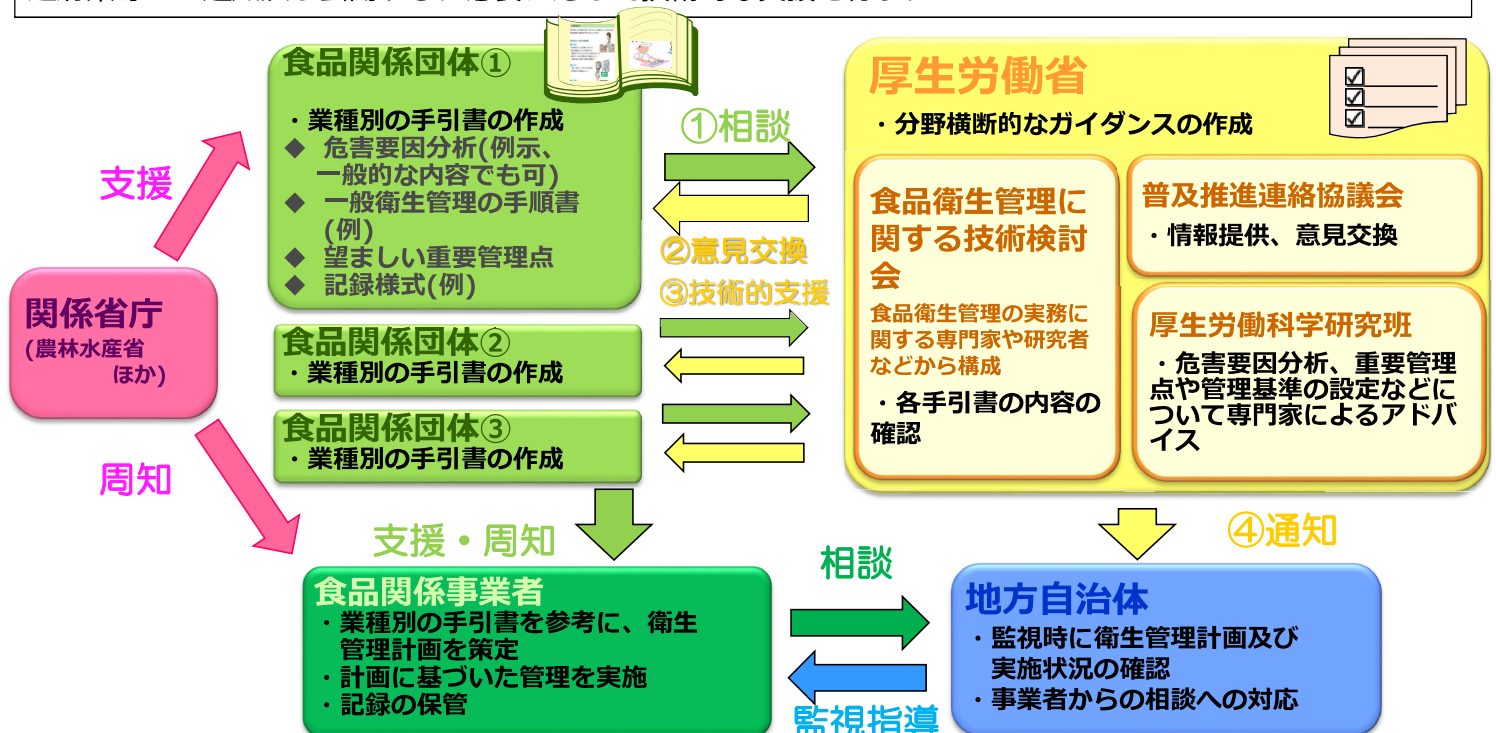 食品関係団体①
・業種別の手引書の作成
◆ 危害要因分析(例示、
一般的な内容でも可)
◆ 一般衛生管理の手順書
(例)
◆ 望ましい重要管理点
◆ 記録様式(例)
食品関係団体②
・業種別の手引書の作成
食品関係団体③
・業種別の手引書の作成
支援
関係省庁
(農林水産省
ほか)
周知
①相談
②意見交換
③技術的支援
厚生労働省
・分野横断的なガイダンスの作成
食品衛生管理に
関する技術検討
会
食品衛生管理の実務に
関する専門家や研究者
などから構成
・各手引書の内容の
確認
普及推進連絡協議会
・情報提供、意見交換
厚生労働科学研究班
・危害要因分析、重要管理
点や管理基準の設定などに
ついて専門家によるアドバ
イス
支援・周知
④通知
食品関係事業者
・業種別の手引書を参考に、衛生
管理計画を策定
・計画に基づいた管理を実施
・記録の保管
相談
監視指導
地方自治体
・監視時に衛生管理計画及び
実施状況の確認
・事業者からの相談への対応